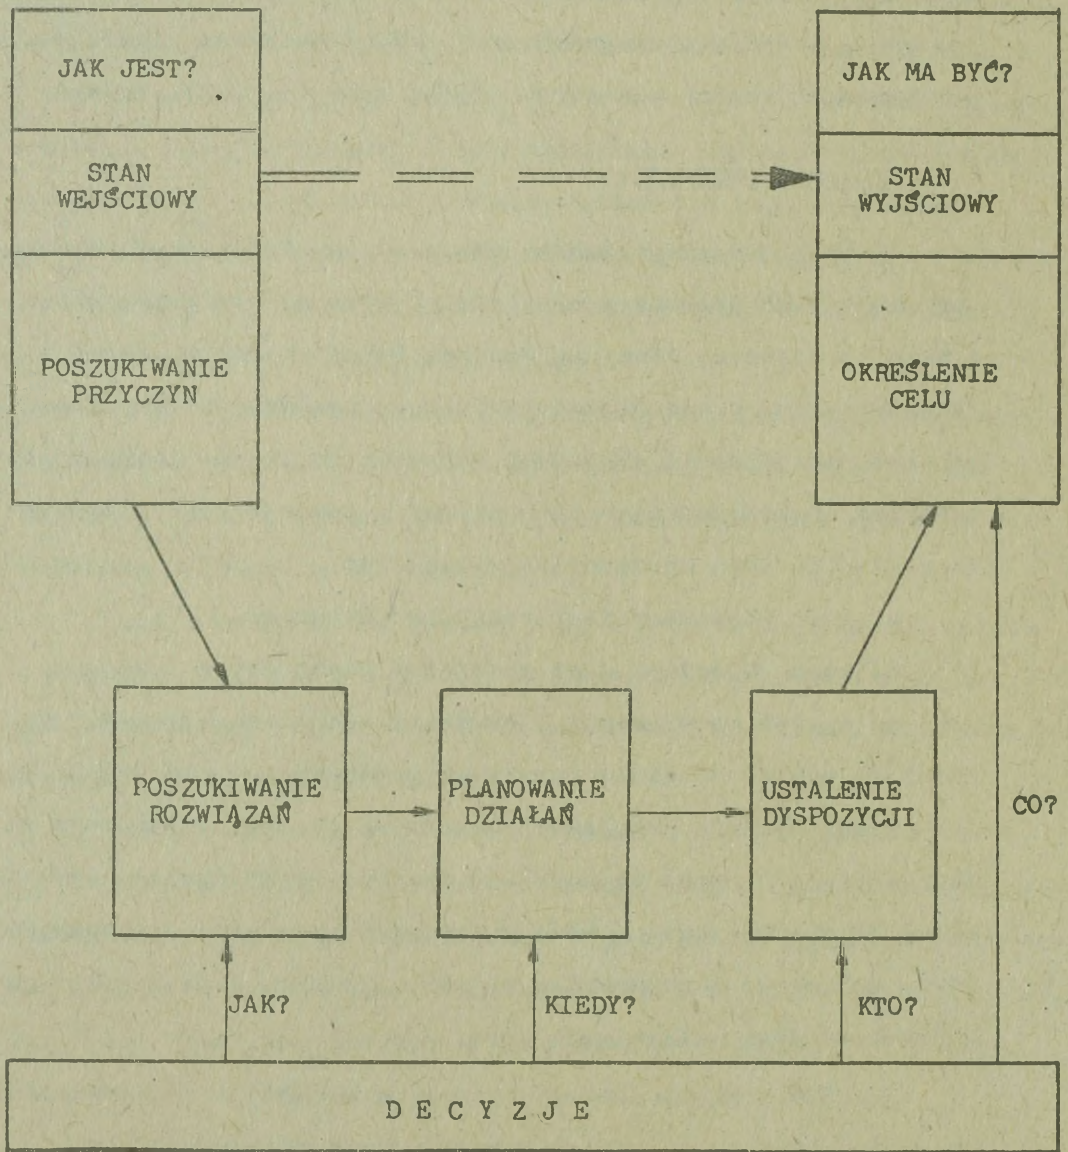 JAK JEST?
STAN
WEJŚCIOWY
POSZUKIWANIE
PRZYCZYN
JAK MA BYĆ?
STAN
WYJŚCIOWY
OKREŚLENIE
CELU
POSZUKIWANIE
ROZWIĄZAŃ
PLANOWANIE
DZIAŁAŃ
USTALENIE
DYSPOZYCJI
CO?
JAK?
KIEDY?
KTO?
D E C Y Z J E